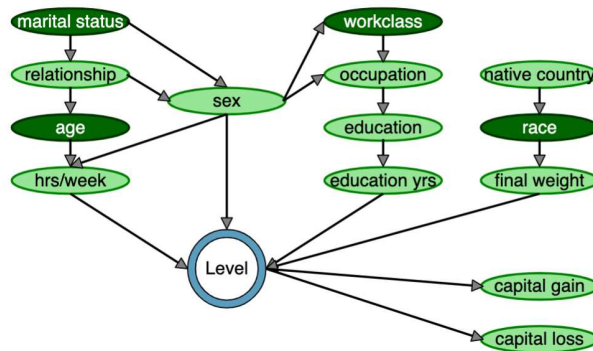 marital status
workclass
relationship
occupation
native country
sex
age
education
race
hrs/week
education yrs
final weight
Level
capital gain
capital loss